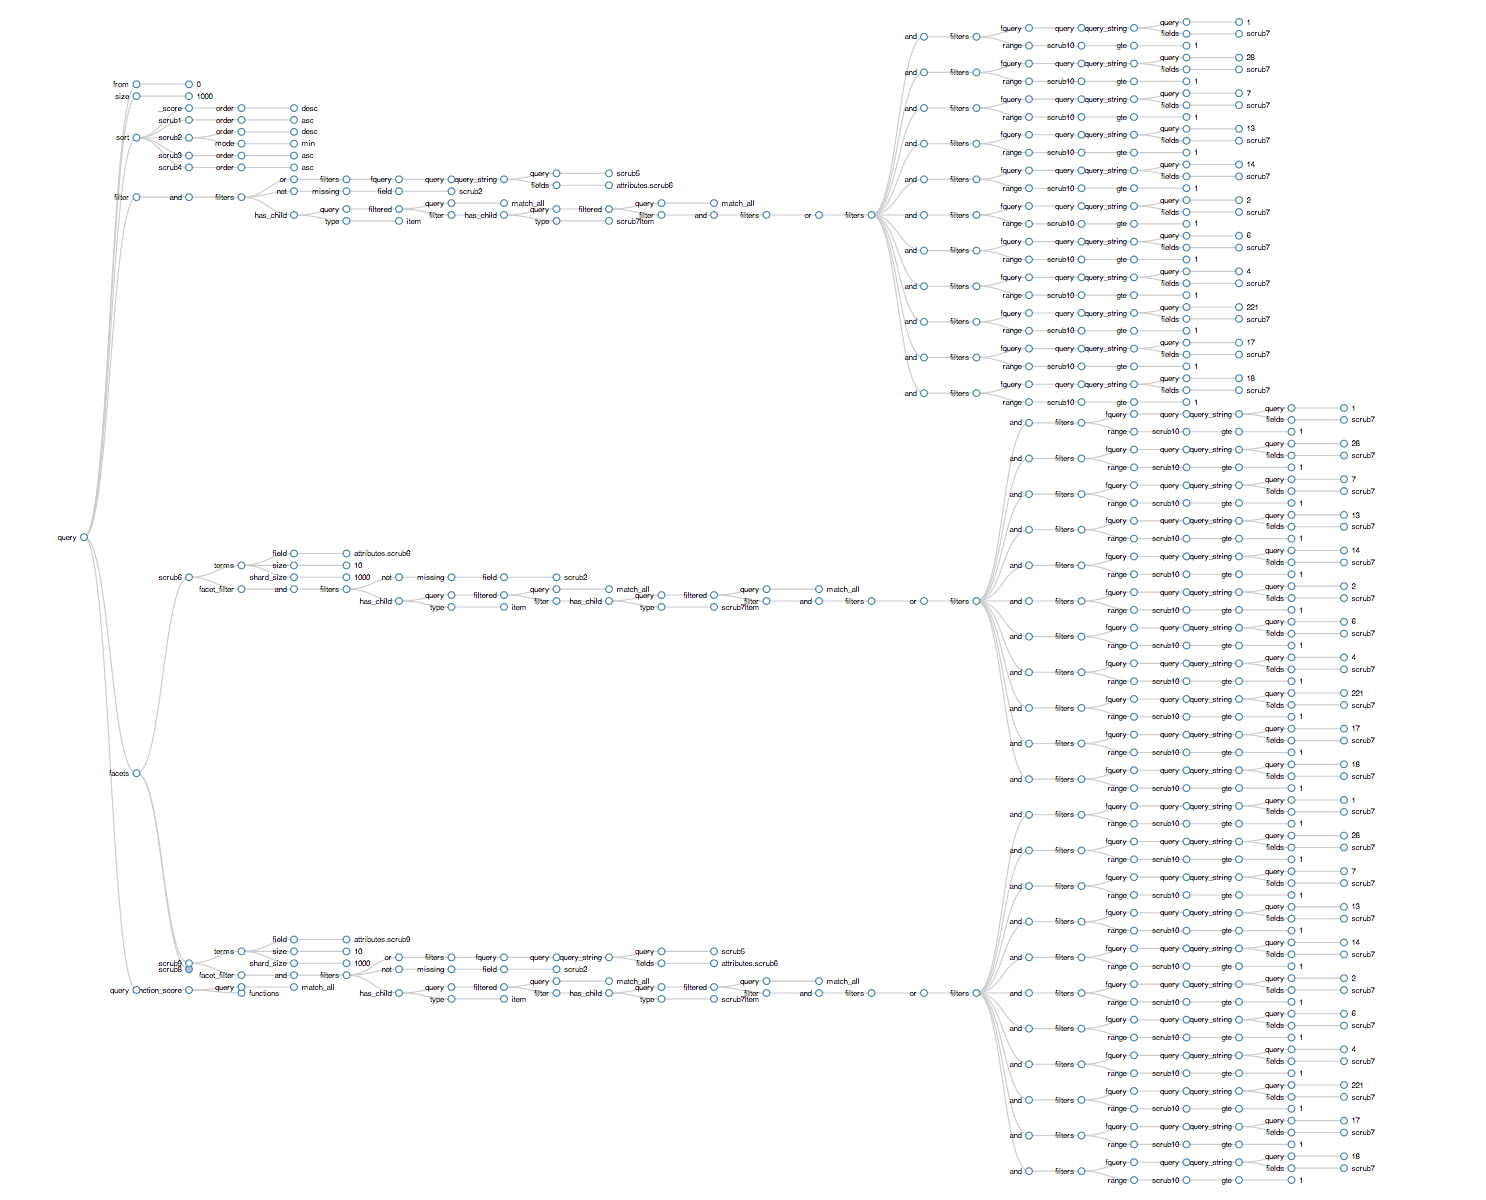 query
from 0
size 1000
sort
_score order desc
scrub1 order asc
scrub2
order desc
mode min
scrub3 order asc
scrub4 order asc
filter and filters
or filters fquery query query_string
query scrub5
fields attributes.scrub6
not missing field scrub2
has_child
query filtered
query match_all
filter has_child
query filtered
query match_all
filter and filters or filters
type scrub7Item
type item
and filters
fquery query query_string
query 1
fields scrub7
range scrub10 gte 1
and filters
fquery query query_string
query 28
fields scrub7
range scrub10 gte 1
and filters
fquery query query_string
query 7
fields scrub7
range scrub10 gte 1
and filters
fquery query query_string
query 13
fields scrub7
range scrub10 gte 1
and filters
fquery query query_string
query 14
fields scrub7
range scrub10 gte 1
and filters
fquery query query_string
query 2
fields scrub7
range scrub10 gte 1
and filters
fquery query query_string
query 6
fields scrub7
range scrub10 gte 1
and filters
fquery query query_string
query 4
fields scrub7
range scrub10 gte 1
and filters
fquery query query_string
query 221
fields scrub7
range scrub10 gte 1
and filters
fquery query query_string
query 17
fields scrub7
range scrub10 gte 1
and filters
fquery query query_string
query 18
fields scrub7
range scrub10 gte 1
facets
scrub6
terms
field attributes.scrub6
size 10
shard_size 1000
facet_filter and filters
not missing field scrub2
has_child
query filtered
query match_all
filter has_child
query filtered
query match_all
filter and filters or filters
type scrub7Item
type item
and filters
fquery query query_string
query 1
fields scrub7
range scrub10 gte 1
and filters
fquery query query_string
query 28
fields scrub7
range scrub10 gte 1
and filters
fquery query query_string
query 7
fields scrub7
range scrub10 gte 1
and filters
fquery query query_string
query 13
fields scrub7
range scrub10 gte 1
and filters
fquery query query_string
query 14
fields scrub7
range scrub10 gte 1
and filters
fquery query query_string
query 2
fields scrub7
range scrub10 gte 1
and filters
fquery query query_string
query 6
fields scrub7
range scrub10 gte 1
and filters
fquery query query_string
query 4
fields scrub7
range scrub10 gte 1
and filters
fquery query query_string
query 221
fields scrub7
range scrub10 gte 1
and filters
fquery query query_string
query 17
fields scrub7
range scrub10 gte 1
and filters
fquery query query_string
query 18
fields scrub7
range scrub10 gte 1
scrub9
scrub8
terms
field attributes.scrub9
size 10
shard_size 1000
facet_filter and filters
or filters fquery query query_string
query scrub5
fields attributes.scrub6
not missing field scrub2
has_child
query filtered
query match_all
filter has_child
query filtered
query match_all
filter and filters or filters
type scrub7Item
type item
query nction_score
query match_all
functions
and filters
fquery query query_string
query 1
fields scrub7
range scrub10 gte 1
and filters
fquery query query_string
query 28
fields scrub7
range scrub10 gte 1
and filters
fquery query query_string
query 7
fields scrub7
range scrub10 gte 1
and filters
fquery query query_string
query 13
fields scrub7
range scrub10 gte 1
and filters
fquery query query_string
query 14
fields scrub7
range scrub10 gte 1
and filters
fquery query query_string
query 2
fields scrub7
range scrub10 gte 1
and filters
fquery query query_string
query 6
fields scrub7
range scrub10 gte 1
and filters
fquery query query_string
query 4
fields scrub7
range scrub10 gte 1
and filters
fquery query query_string
query 221
fields scrub7
range scrub10 gte 1
and filters
fquery query query_string
query 17
fields scrub7
range scrub10 gte 1
and filters
fquery query query_string
query 18
fields scrub7
range scrub10 gte 1